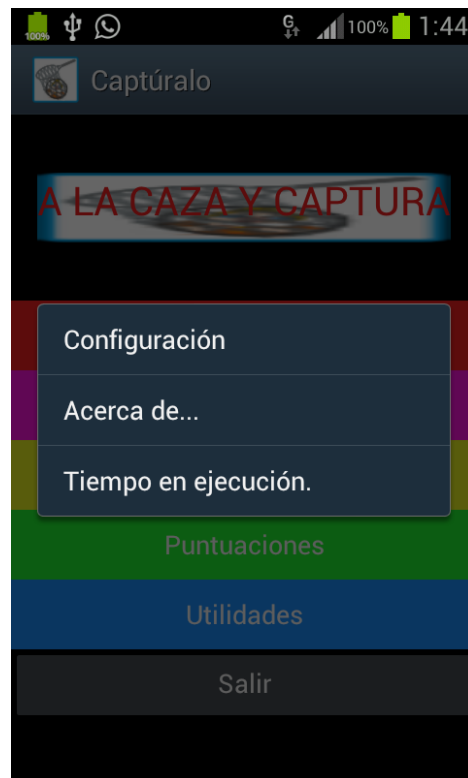 100%
G 100% 1:44
Captúralo
A LA CAZA Y CAPTURA
Configuración
Acerca de...
Tiempo en ejecución.
Puntuaciones
Utilidades
Salir